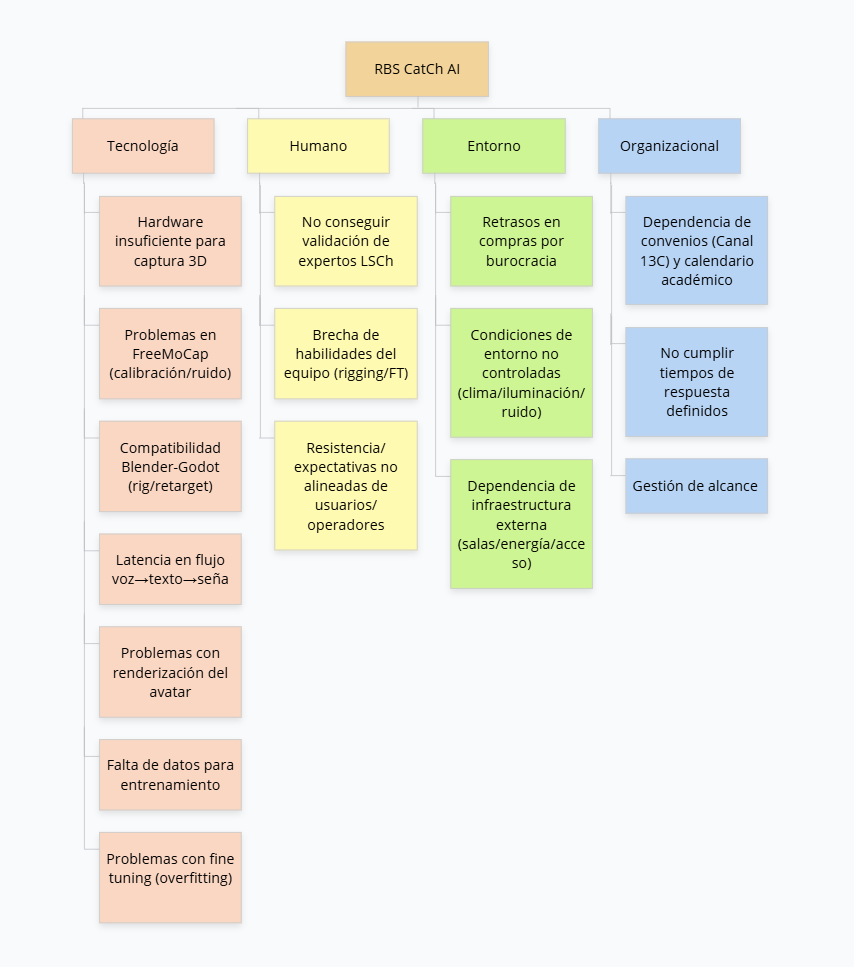 RBS CatCh AI
Tecnología
Humano
Entorno
Organizacional
Hardware
insuficiente para
captura 3D
Problemas en
FreeMoCap
(calibración/ruido)
Compatibilidad
Blender-Godot
(rig/retarget)
Latencia en flujo
voz→texto→seña
Problemas con
renderización del
avatar
Falta de datos para
entrenamiento
Problemas con fine
tuning (overfitting)
No conseguir
validación de
expertos LSCh
Brecha de
habilidades del
equipo (rigging/FT)
Resistencia/
expectativas no
alineadas de
usuarios/
operadores
Retrasos en
compras por
burocracia
Condiciones de
entorno no
controladas
(clima/iluminación/
ruido)
Dependencia de
infraestructura
externa
(salas/energía/acce
so)
Dependencia de
convenios (Canal
13C) y calendario
académico
No cumplir
tiempos de
respuesta
definidos
Gestión de alcance